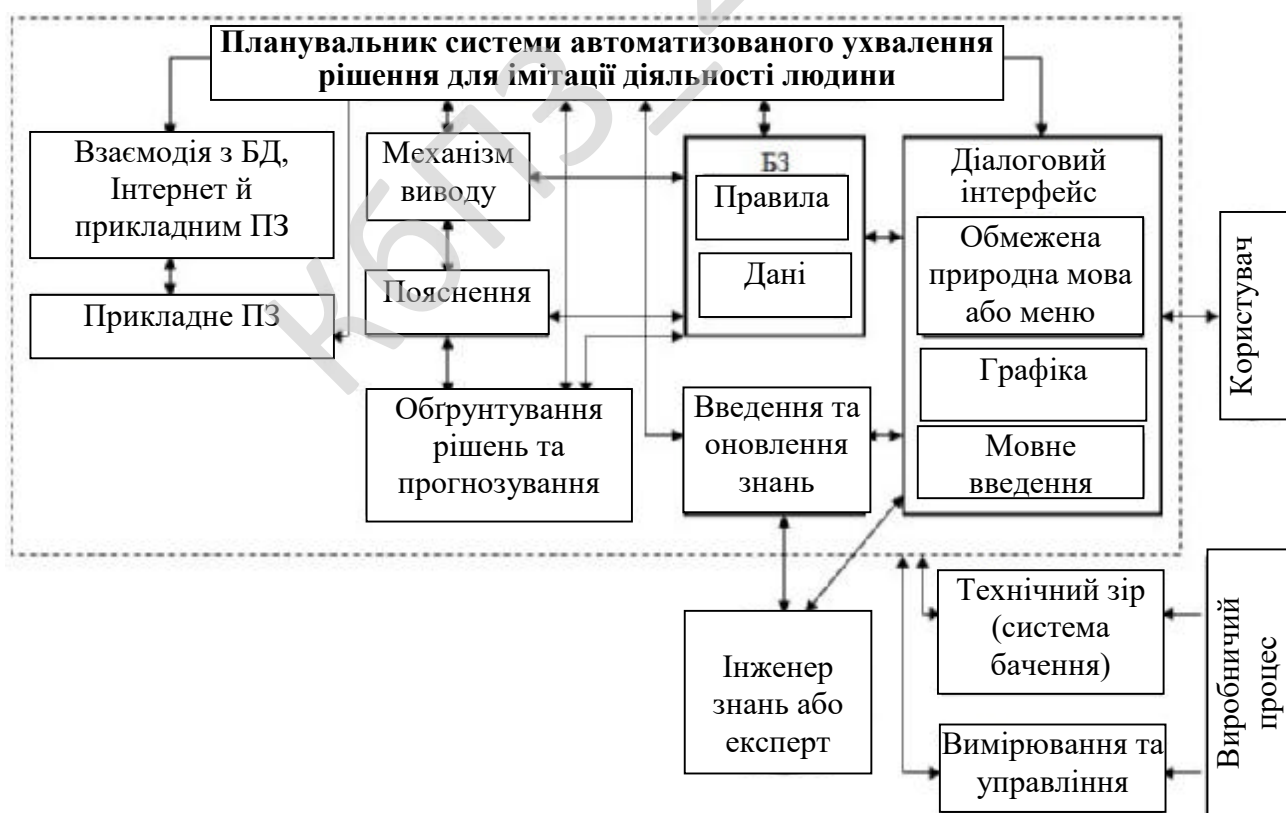 Планувальник системи автоматизованого ухвалення
рішення для імітації діяльності людини
Взаємодія з БД,
Інтернет й
прикладним ПЗ
Прикладне ПЗ
Механізм
виводу
Пояснення
Обґрунтування
рішень та
прогнозування
БЗ
Правила
Дані
Введення та
оновлення
знань
Діалоговий
інтерфейс
Обмежена
природна мова
або меню
Графіка
Мовне
введення
Користувач
Інженер
знань або
експерт
Технічний зір
(система
бачення)
Вимірювання та
управління
Виробничий
процес